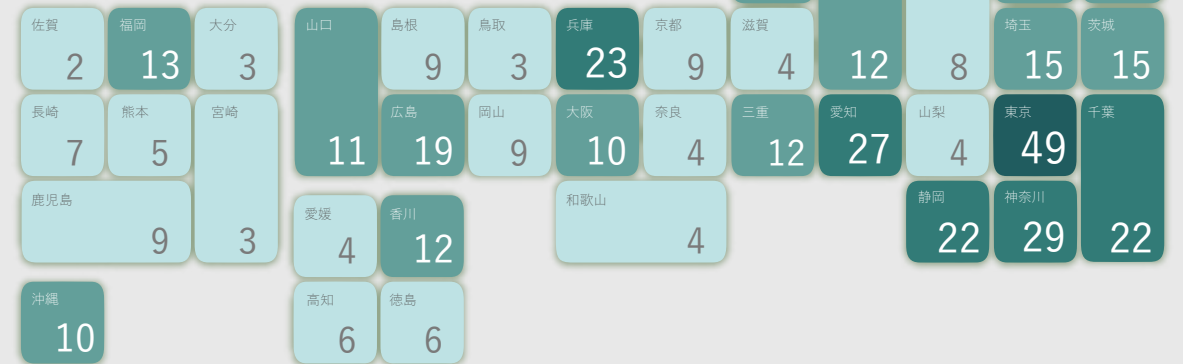 佐賀 福岡 大分 山口 島根 鳥取 兵庫 京都 滋賀 埼玉 茨城
2 13 3 9 3 23 9 4 12 8 15 15
長崎 熊本 宮崎 広島 岡山 大阪 奈良 三重 愛知 山梨 東京 千葉
7 5 11 19 9 10 4 12 27 4 49
鹿児島 和歌山 静岡 神奈川
愛媛 香川
9 3 4 12 4 22 29 22
沖縄 高知 徳島
10 6 6